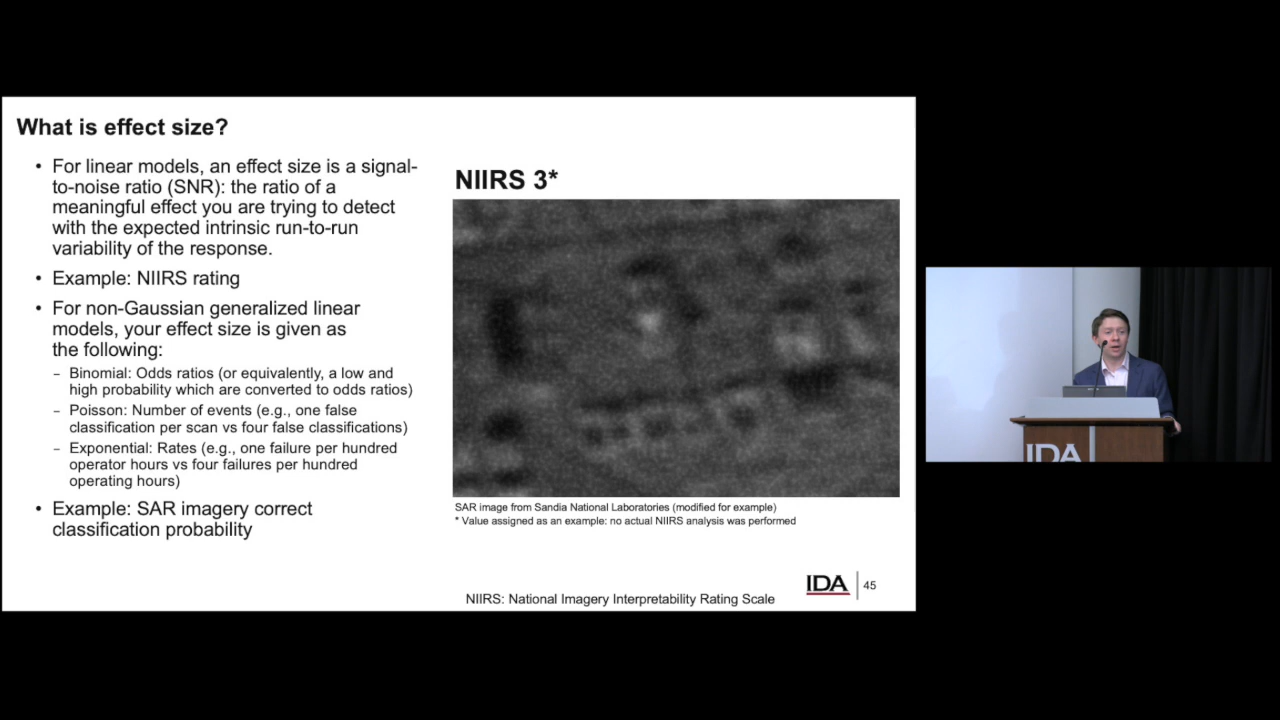 What is effect size?
• For linear models, an effect size is a signal-
to-noise ratio (SNR): the ratio of a
meaningful effect you are trying to detect
with the expected intrinsic run-to-run
variability of the response.
• Example: NIIRS rating
• For non-Gaussian generalized linear
models, your effect size is given as
the following:
– Binomial: Odds ratios (or equivalently, a low and
high probability which are converted to odds ratios)
– Poisson: Number of events (e.g., one false
classification per scan vs four false classifications)
– Exponential: Rates (e.g., one failure per hundred
operator hours vs four failures per hundred
operating hours)
• Example: SAR imagery correct
classification probability
NIIRS 3*
SAR image from Sandia National Laboratories (modified for example)
* Value assigned as an example: no actual NIIRS analysis was performed
NIIRS: National Imagery Interpretability Rating Scale
IDA 45
IDA